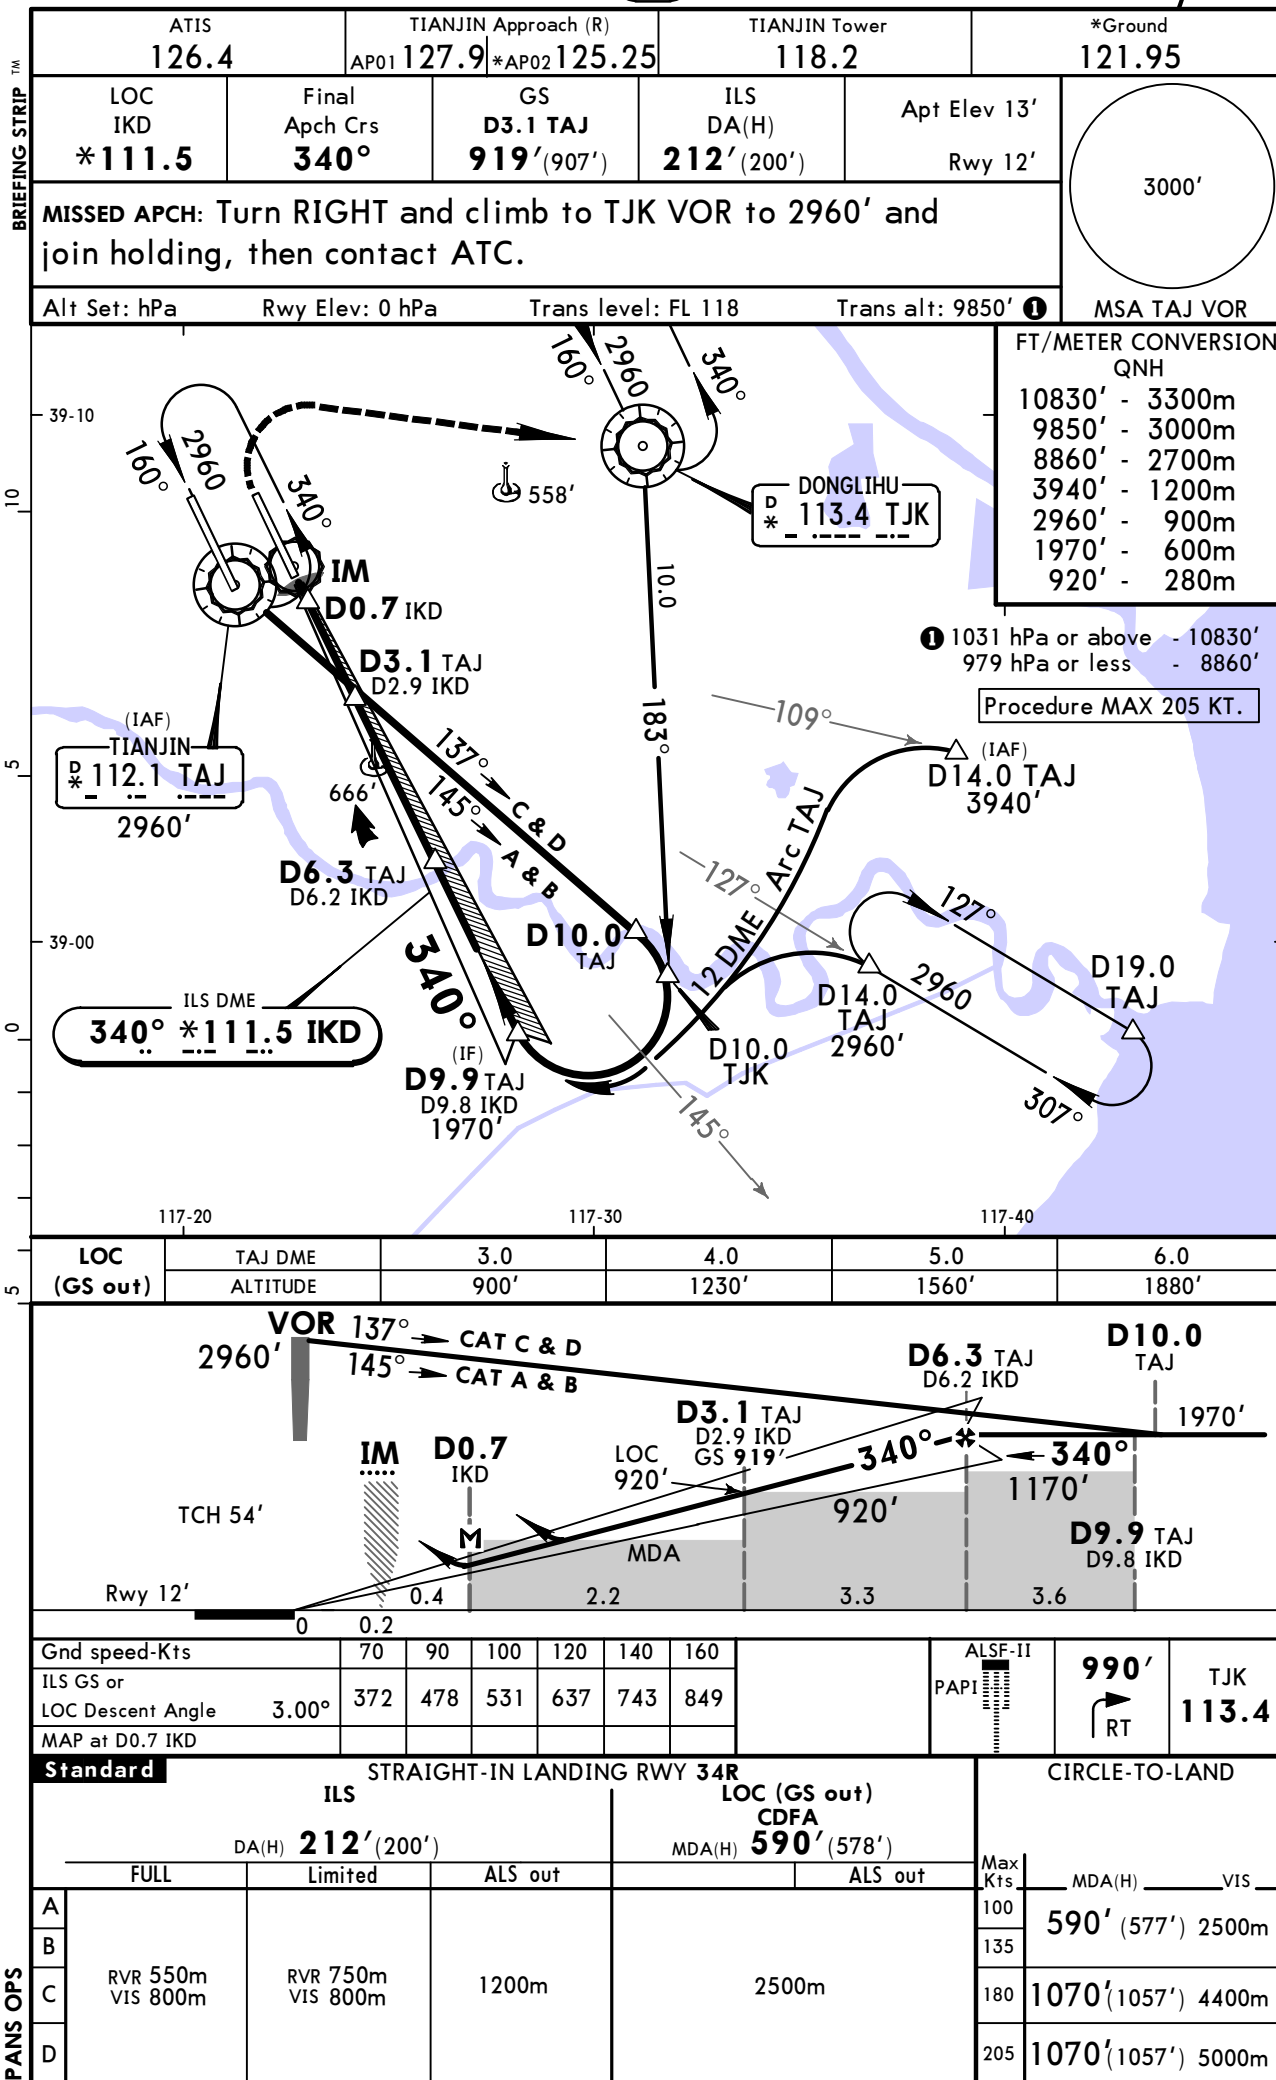 ATIS
126.4
TIANJIN Approach (R)
AP01 127.9 *AP02 125.25
TIANJIN Tower
118.2
*Ground
121.95
BRIEFING STRIP TM
LOC
IKD
*111.5
Final
Apch Crs
340°
GS
D3.1 TAJ
919'(907')
ILS
DA(H)
212'(200')
Apt Elev 13'
Rwy 12'
3000'
MSA TAJ VOR
MISSED APCH: Turn RIGHT and climb to TJK VOR to 2960' and
join holding, then contact ATC.
Alt Set: hPa Rwy Elev: 0 hPa Trans level: FL 118 Trans alt: 9850' 1
FT/METER CONVERSION
QNH
10830' - 3300m
9850' - 3000m
8860' - 2700m
3940' - 1200m
2960' - 900m
1970' - 600m
920' - 280m
1 1031 hPa or above - 10830'
979 hPa or less - 8860'
Procedure MAX 205 KT.
39-10
160°
2960
340°
160°
2960
340°
558'
DONGLIHU
D
* 113.4 TJK
10
IM
D0.7 IKD
10.0
183°
D3.1 TAJ
D2.9 IKD
(IAF)
TIANJIN
D
* 112.1 TAJ
2960'
5
666'
137° C & D
145° A & B
109°
(IAF)
D14.0 TAJ
3940'
12 DME Arc TAJ
127°
D6.3 TAJ
D6.2 IKD
39-00
340°
D10.0
TAJ
127°
2960
D19.0
TAJ
307°
D14.0
TAJ
2960'
D10.0
TJK
ILS DME
340° *111.5 IKD
0
(IF)
D9.9 TAJ
D9.8 IKD
1970'
145°
117-20
117-30
117-40
5
LOC
(GS out)
TAJ DME 3.0 4.0 5.0 6.0
ALTITUDE 900' 1230' 1560' 1880'
VOR
2960'
137° CAT C & D
145° CAT A & B
D10.0
TAJ
D6.3 TAJ
D6.2 IKD
1970'
D3.1 TAJ
D2.9 IKD
GS 919'
LOC
920'
340°
340°
IM
D0.7
IKD
TCH 54'
M
MDA
920'
1170'
D9.9 TAJ
D9.8 IKD
Rwy 12'
0.4 2.2 3.3 3.6
0 0.2
Gnd speed-Kts 70 90 100 120 140 160
ILS GS or
LOC Descent Angle 3.00° 372 478 531 637 743 849
MAP at D0.7 IKD
ALSF-II
PAPI
990'
RT
TJK
113.4
Standard
STRAIGHT-IN LANDING RWY 34R
CIRCLE-TO-LAND
ILS
DA(H) 212'(200')
LOC (GS out)
CDFA
MDA(H) 590'(578')
FULL Limited ALS out
ALS out
Max
Kts
MDA(H) VIS
A
B
C
D
RVR 550m
VIS 800m
RVR 750m
VIS 800m
1200m
2500m
100
135
590' (577') 2500m
180 1070'(1057') 4400m
205 1070'(1057') 5000m
PANS OPS